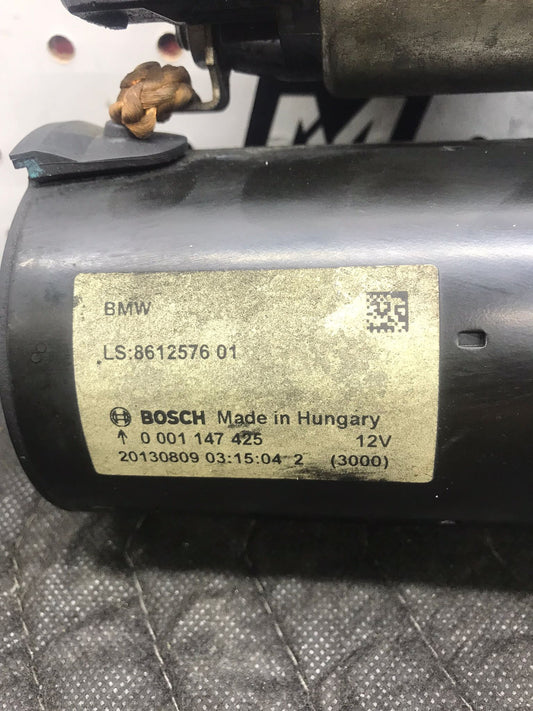 BMW
LS:8612576 01
BOSCH Made in Hungary
↑ 0 001 147 425 12V
20130809 03:15:04 2 (3000)